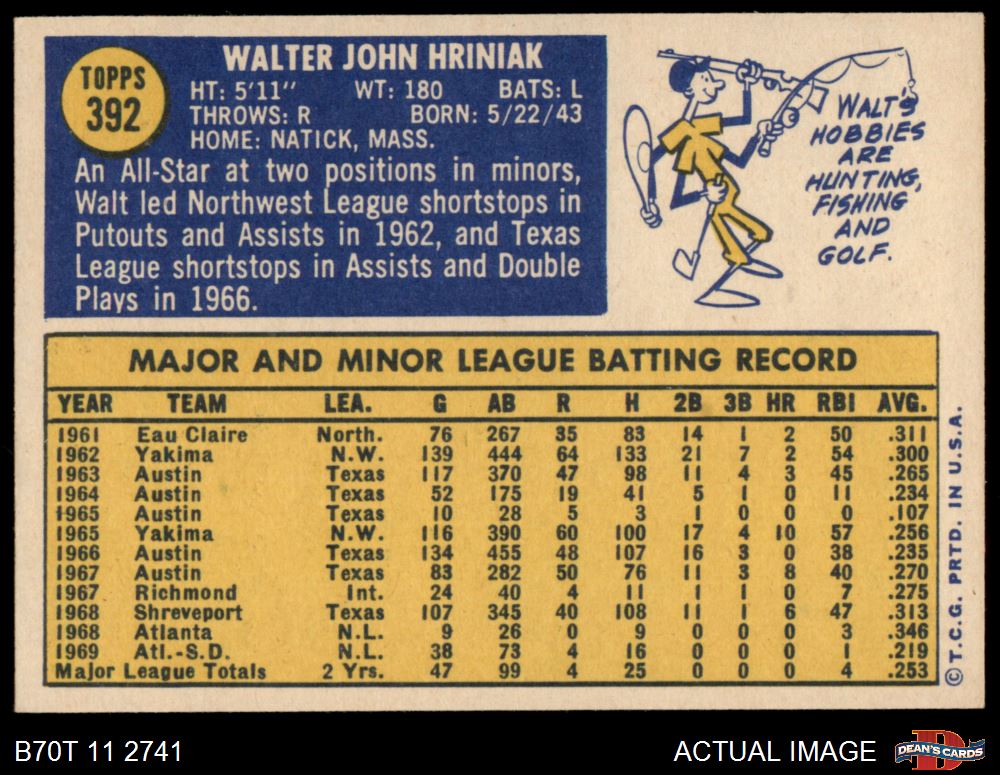 TOPPS
392
WALTER JOHN HRINIAK
HT: 5'11" WT: 180 BATS: L
THROWS: R BORN: 5/22/43
HOME: NATICK, MASS.
An All-Star at two positions in minors,
Walt led Northwest League shortstops in
Putouts and Assists in 1962, and Texas
League shortstops in Assists and Double
Plays in 1966.
WALT'S
HOBBIES
ARE
HUNTING,
FISHING
AND
GOLF.
MAJOR AND MINOR LEAGUE BATTING RECORD
YEAR TEAM LEA. G AB R H 2B 3B HR RBI AVG.
1961 Eau Claire North. 76 267 35 83 14 1 2 50 .311
1962 Yakima N.W. 139 444 64 133 21 7 2 54 .300
1963 Austin Texas 117 370 47 98 11 4 3 45 .265
1964 Austin Texas 52 175 19 41 5 1 0 11 .234
1965 Austin Texas 10 28 5 3 1 0 0 0 .107
1965 Yakima N.W. 116 390 60 100 17 4 10 57 .256
1966 Austin Texas 134 455 48 107 16 3 0 38 .235
1967 Austin Texas 83 282 50 76 11 3 8 40 .270
1967 Richmond Int. 24 40 4 11 1 1 0 7 .275
1968 Shreveport Texas 107 345 40 108 11 1 6 47 .313
1968 Atlanta N.L. 9 26 0 9 0 0 0 3 .346
1969 Atl.-S.D. N.L. 38 73 4 16 0 0 0 1 .219
Major League Totals 2 Yrs. 47 99 4 25 0 0 0 4 .253
© T.C.G. PRTD. IN U.S.A.
B70T 11 2741
ACTUAL IMAGE
D
DEAN'S CARDS